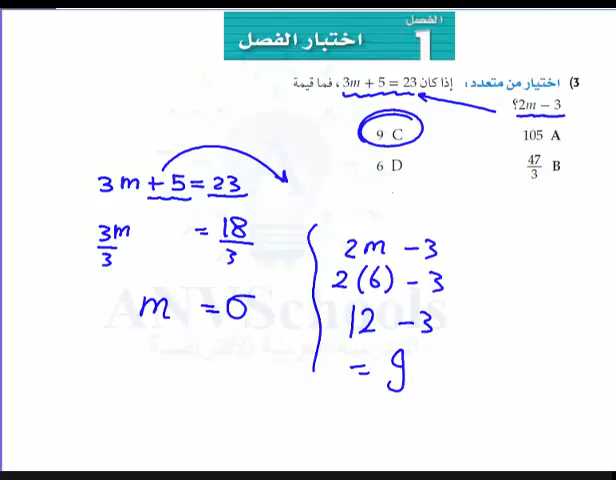 الفصل
1
اختبار الفصل
3) اختيار من متعدد: إذا كان 3m + 5 = 23 ، فما قيمة
2m − 3؟
105 A
9 C
47/3 B
6 D
3m + 5 = 23
3m/3 = 18/3
m = 6
2m - 3
2(6) - 3
12 - 3
= 9
ANVSchools